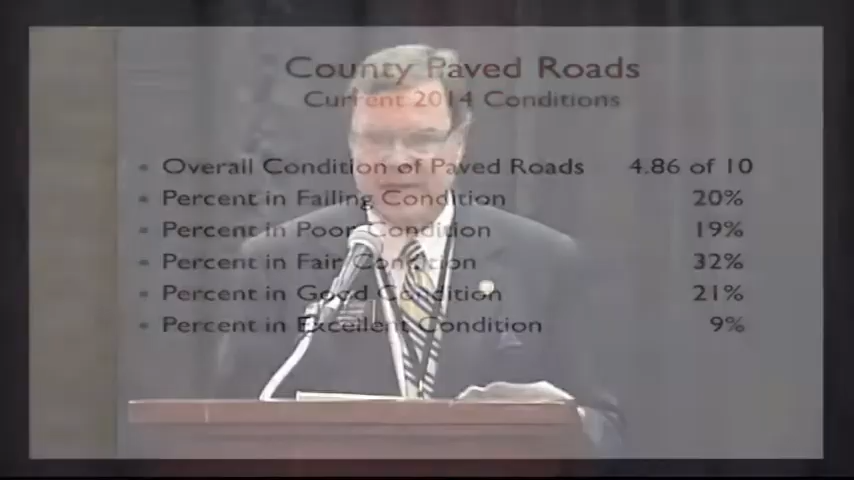 County Paved Roads
Current 2014 Conditions
• Overall Condition of Paved Roads 4.86 of 10
• Percent in Failing Condition 20%
• Percent in Poor Condition 19%
• Percent in Fair Condition 32%
• Percent in Good Condition 21%
• Percent in Excellent Condition 9%